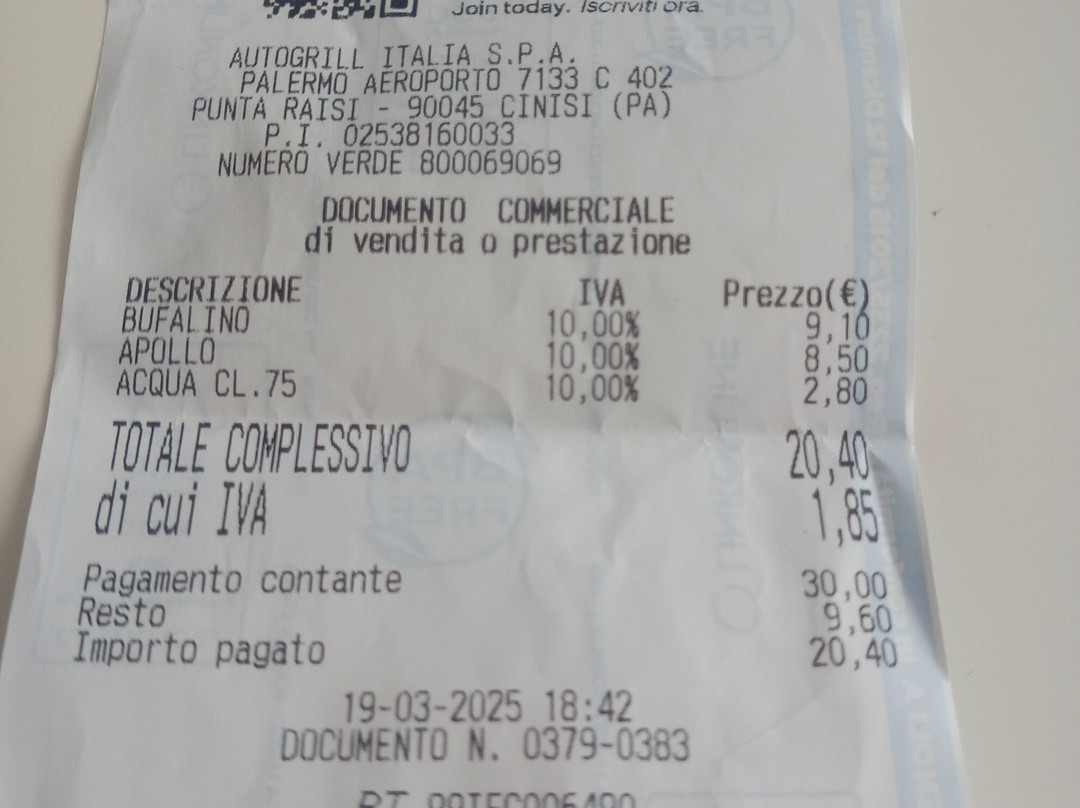 Join today. Iscriviti ora.
AUTOGRILL ITALIA S.P.A.
PALERMO AEROPORTO 7133 C 402
PUNTA RAISI - 90045 CINISI (PA)
P.I. 02538160033
NUMERO VERDE 800069069
DOCUMENTO COMMERCIALE
di vendita o prestazione
DESCRIZIONE IVA Prezzo(€)
BUFALINO 10,00% 9,10
APOLLO 10,00% 8,50
ACQUA CL.75 10,00% 2,80
TOTALE COMPLESSIVO 20,40
di cui IVA 1,85
Pagamento contante 30,00
Resto 9,60
Importo pagato 20,40
19-03-2025 18:42
DOCUMENTO N. 0379-0383
RT